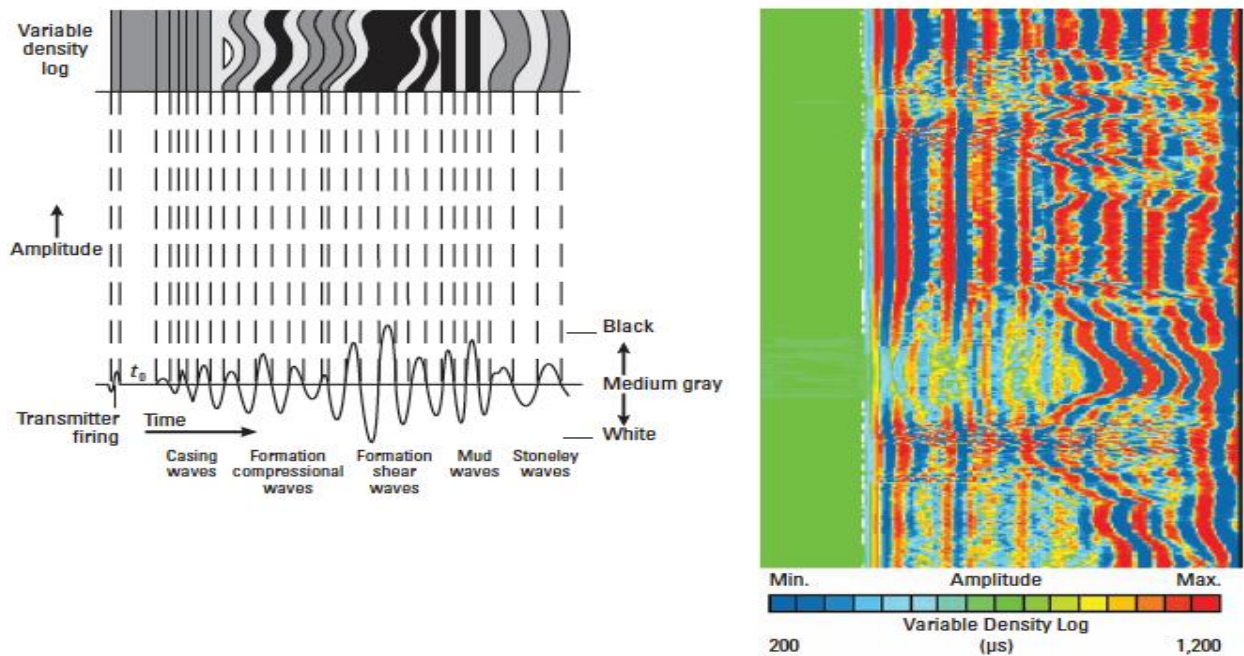 Variable
density
log
Amplitude
Black
t₀
Medium gray
Transmitter
firing
Time
White
Casing
waves
Formation
compressional
waves
Formation
shear
waves
Mud
waves
Stoneley
waves
Min.
Amplitude
Max.
Variable Density Log
200
(µs)
1,200